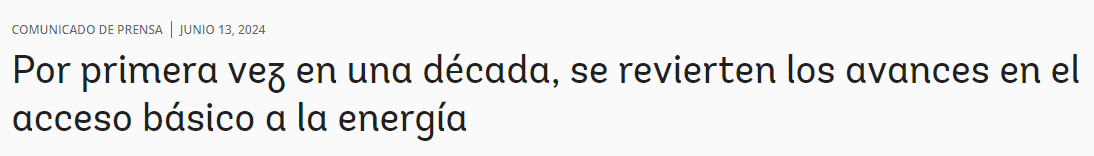 COMUNICADO DE PRENSA | JUNIO 13, 2024
Por primera vez en una década, se revierten los avances en el
acceso básico a la energía